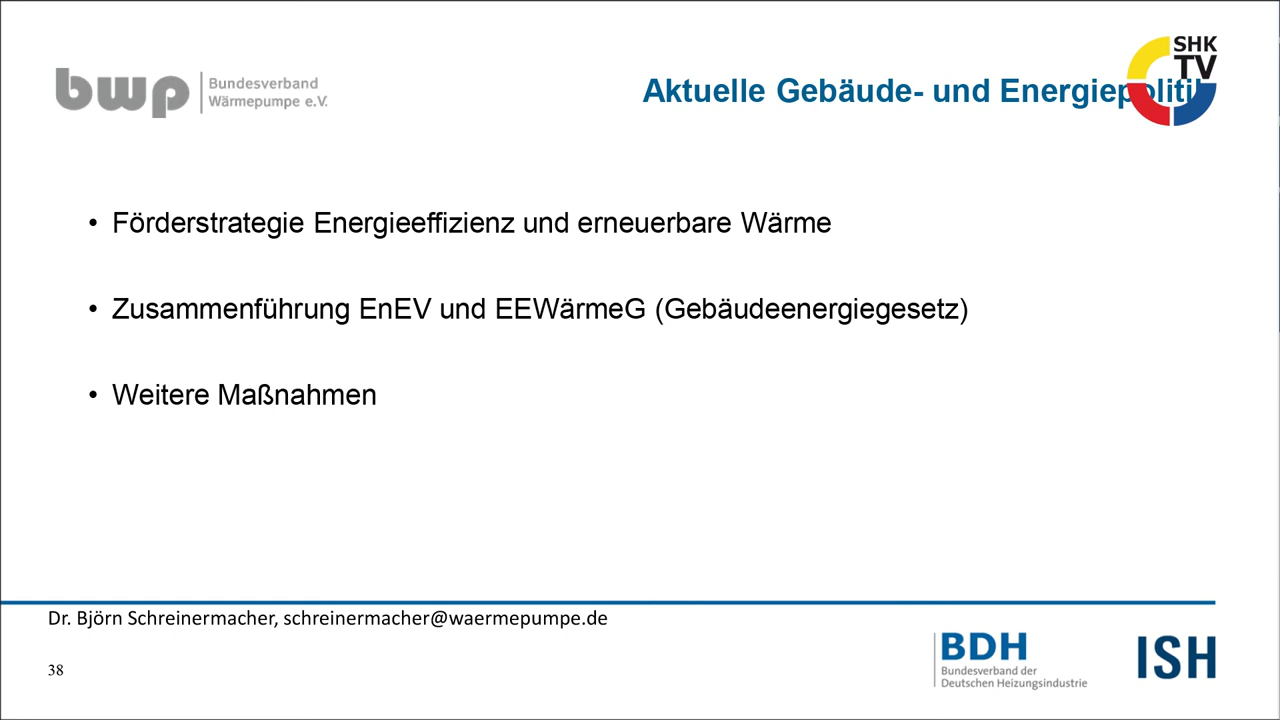 bwp
Bundesverband
Wärmepumpe e.V.
Aktuelle Gebäude- und Energiepolitik
SHK
TV
• Förderstrategie Energieeffizienz und erneuerbare Wärme
• Zusammenführung EnEV und EEWärmeG (Gebäudeenergiegesetz)
• Weitere Maßnahmen
Dr. Björn Schreinermacher, schreinermacher@waermepumpe.de
38
BDH
Bundesverband der
Deutschen Heizungsindustrie
ISH